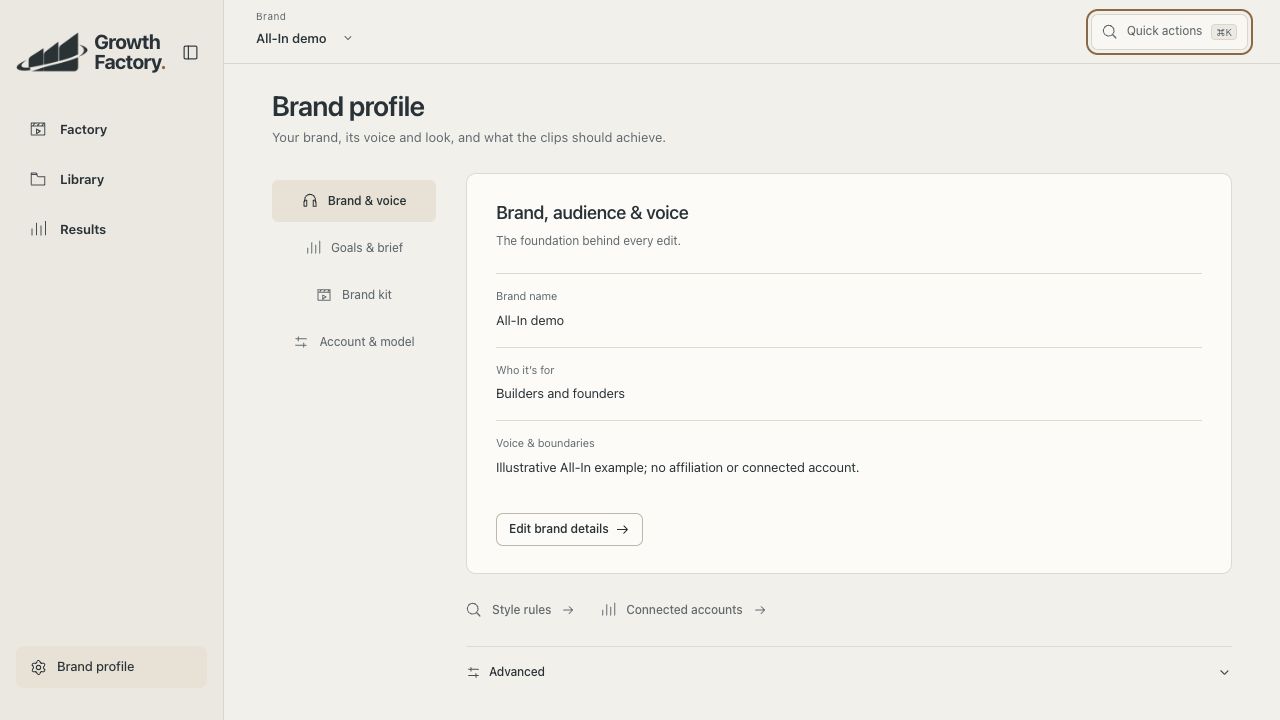 Growth
Factory.
Factory
Library
Results
Brand profile
Brand
All-In demo
Quick actions ⌘K
Brand profile
Your brand, its voice and look, and what the clips should achieve.
Brand & voice
Goals & brief
Brand kit
Account & model
Brand, audience & voice
The foundation behind every edit.
Brand name
All-In demo
Who it's for
Builders and founders
Voice & boundaries
Illustrative All-In example; no affiliation or connected account.
Edit brand details →
Style rules →
Connected accounts →
Advanced